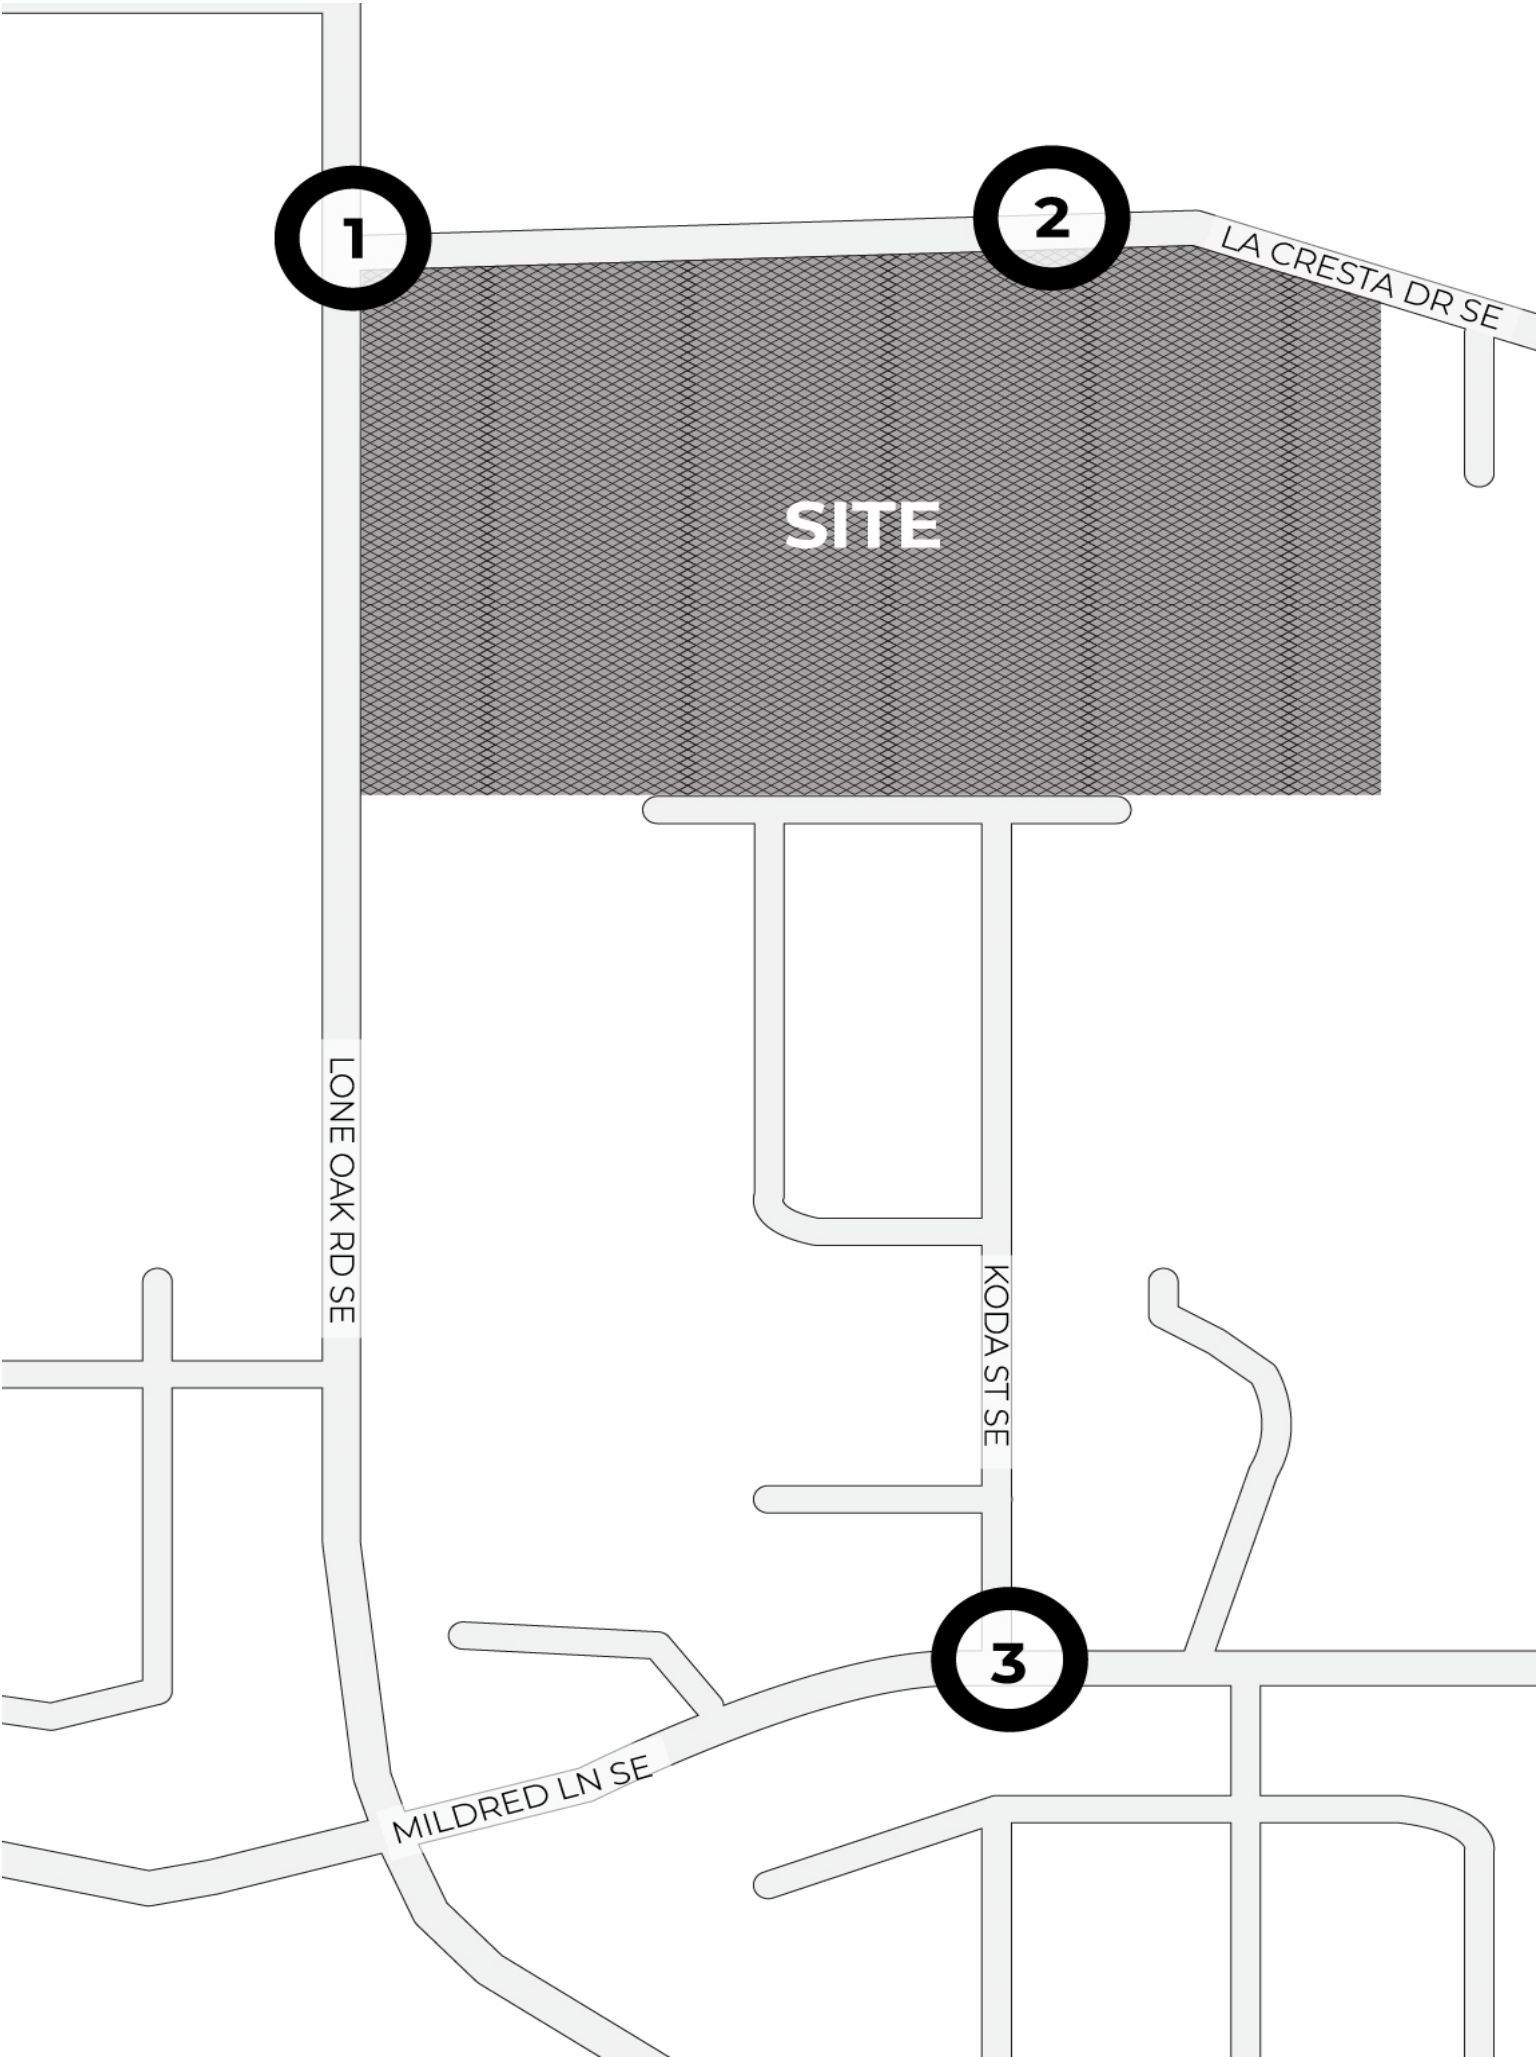 1
2
LA CRESTA DR SE
SITE
LONE OAK RD SE
KODA ST SE
3
MILDRED LN SE